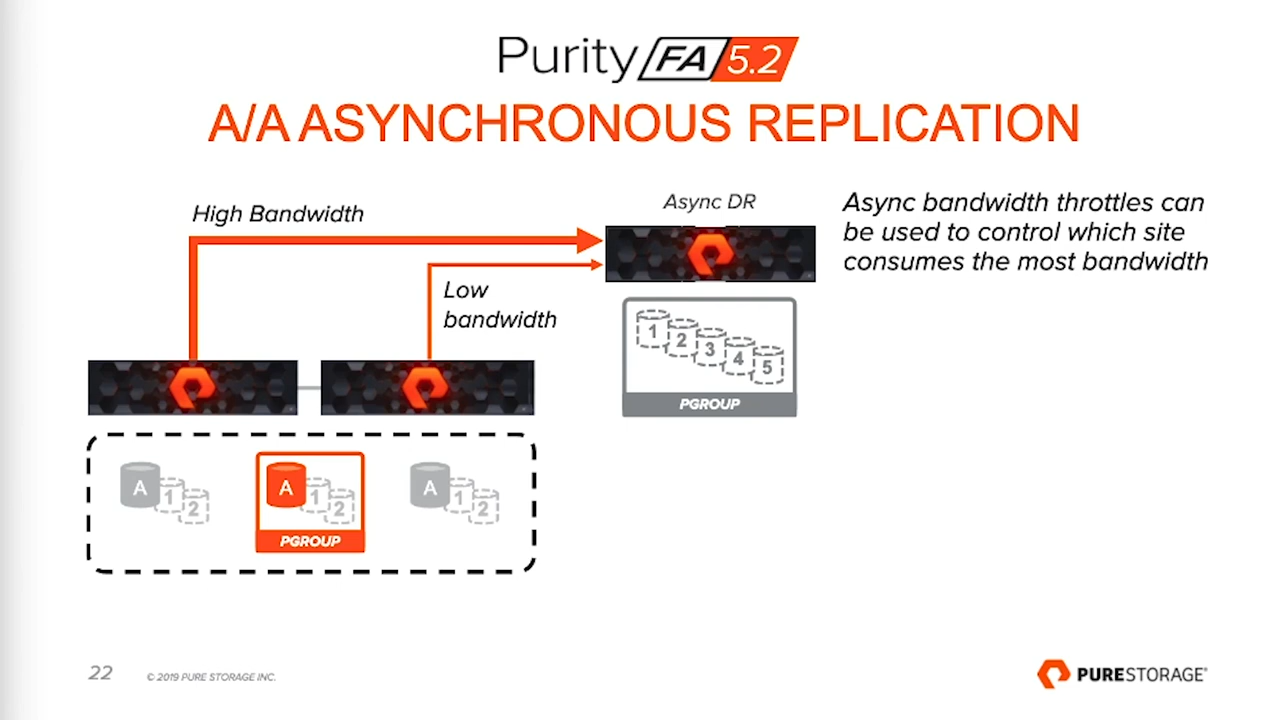 Purity FA 5.2
A/A ASYNCHRONOUS REPLICATION
High Bandwidth
Async DR
Async bandwidth throttles can
be used to control which site
consumes the most bandwidth
Low
bandwidth
1 2 3 4 5
PGROUP
A 1 2
A 1 2
PGROUP
A 1 2
22
© 2019 PURE STORAGE INC.
PURESTORAGE®